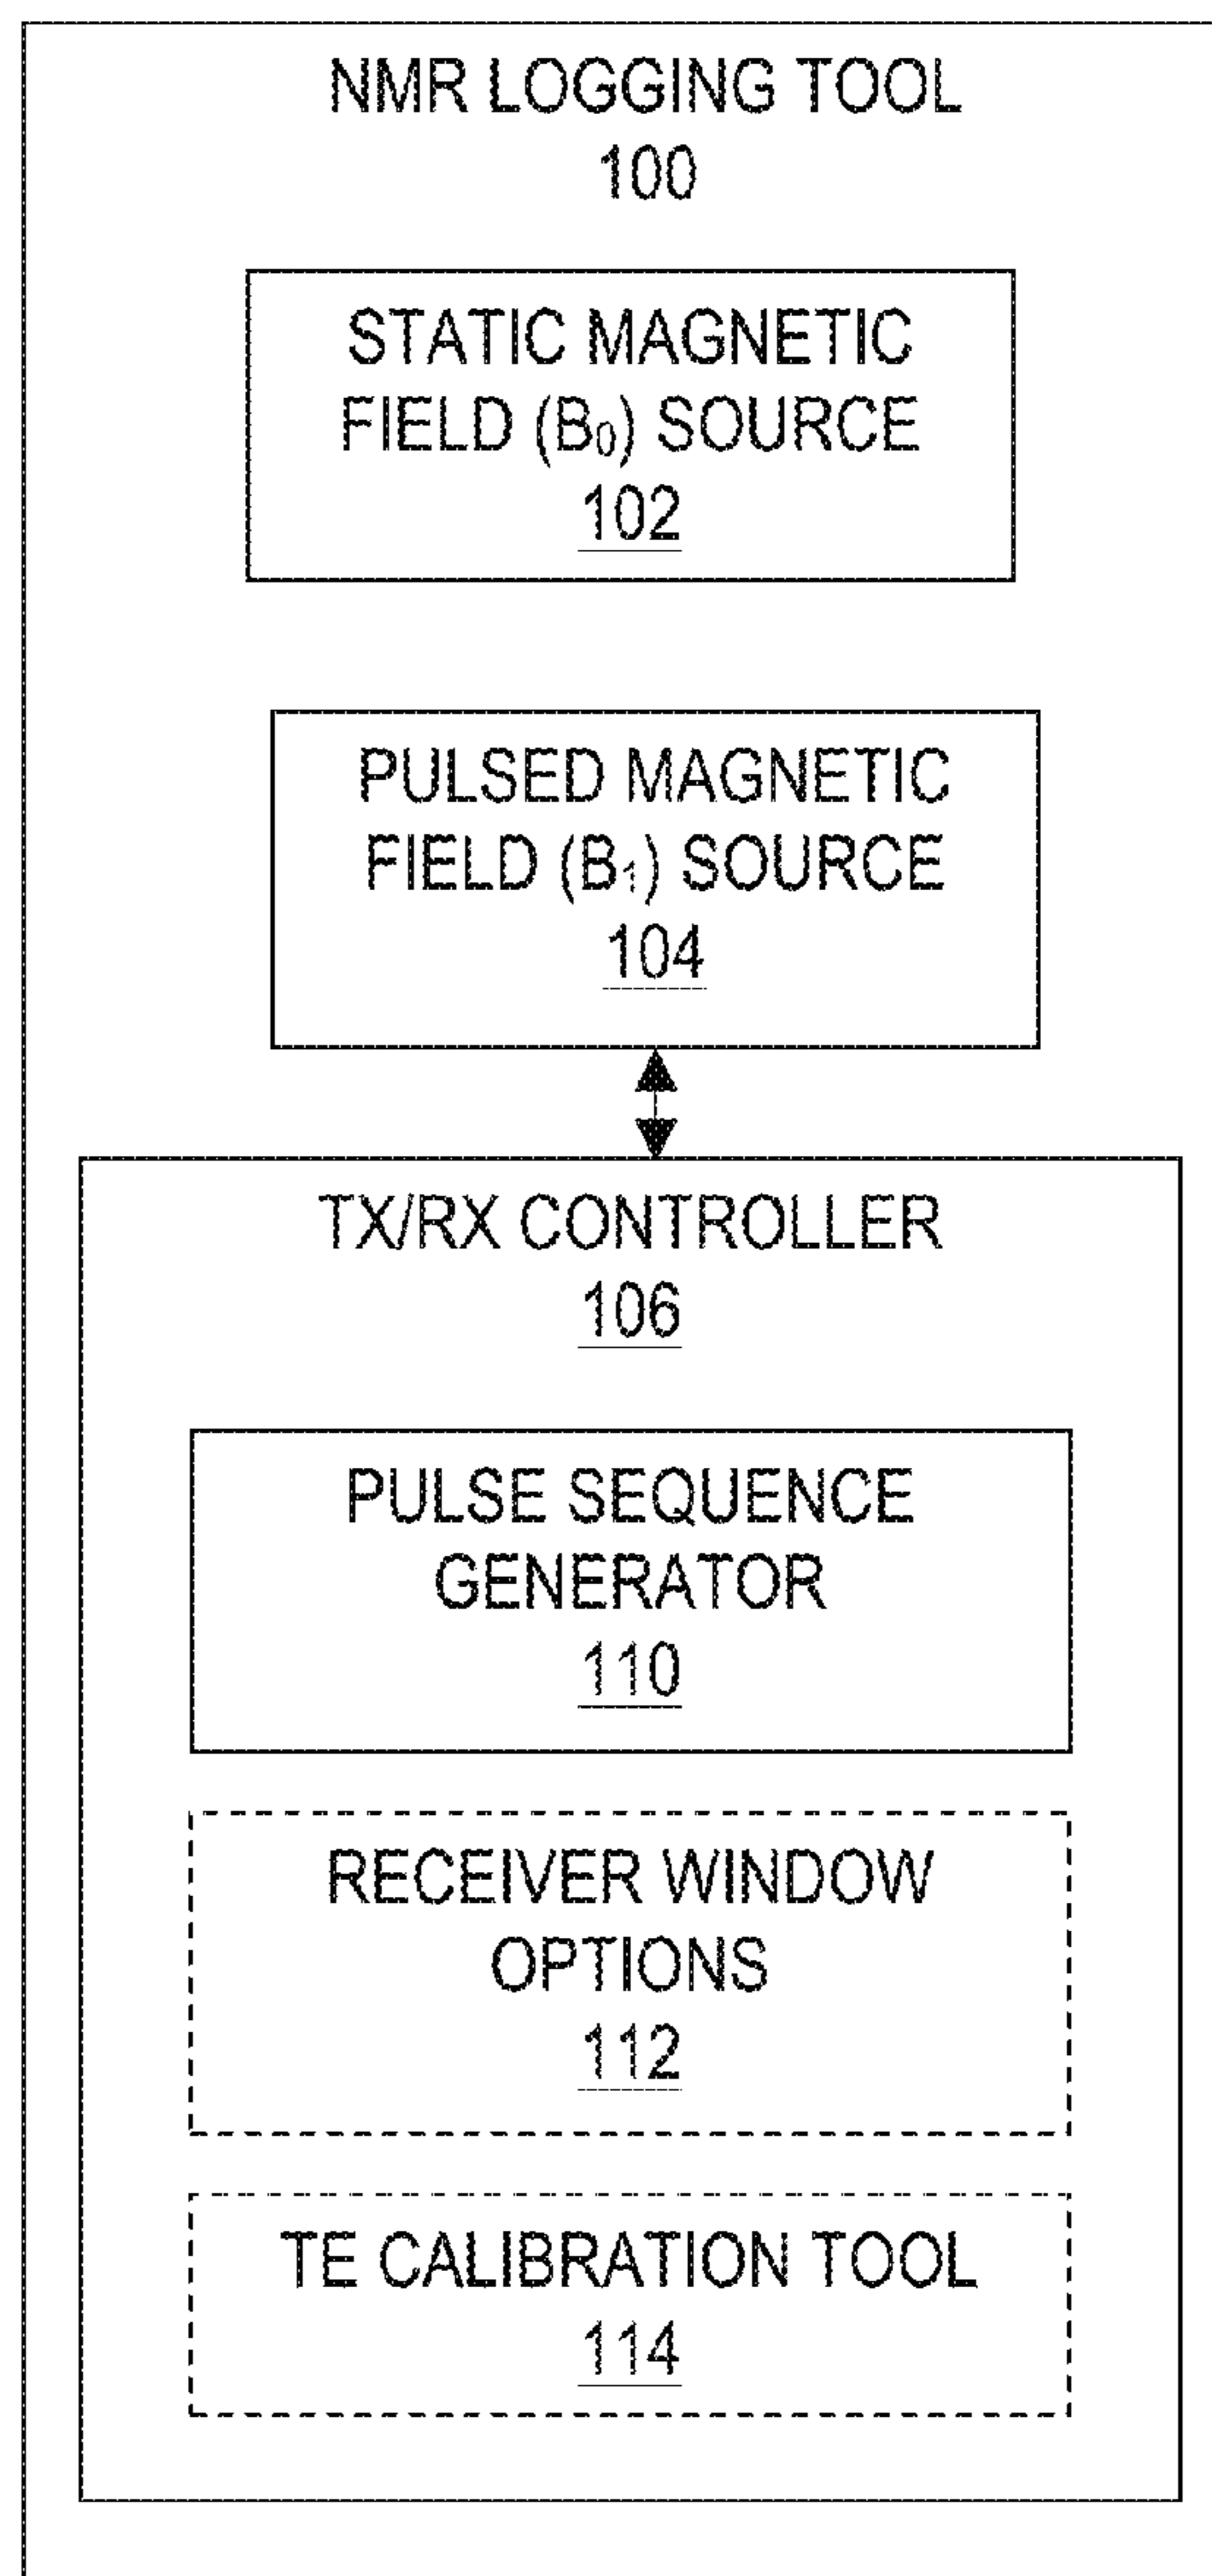 NMR LOGGING TOOL
100
STATIC MAGNETIC
FIELD (B₀) SOURCE
102
PULSED MAGNETIC
FIELD (B₁) SOURCE
104
TX/RX CONTROLLER
106
PULSE SEQUENCE
GENERATOR
110
RECEIVER WINDOW
OPTIONS
112
TE CALIBRATION TOOL
114